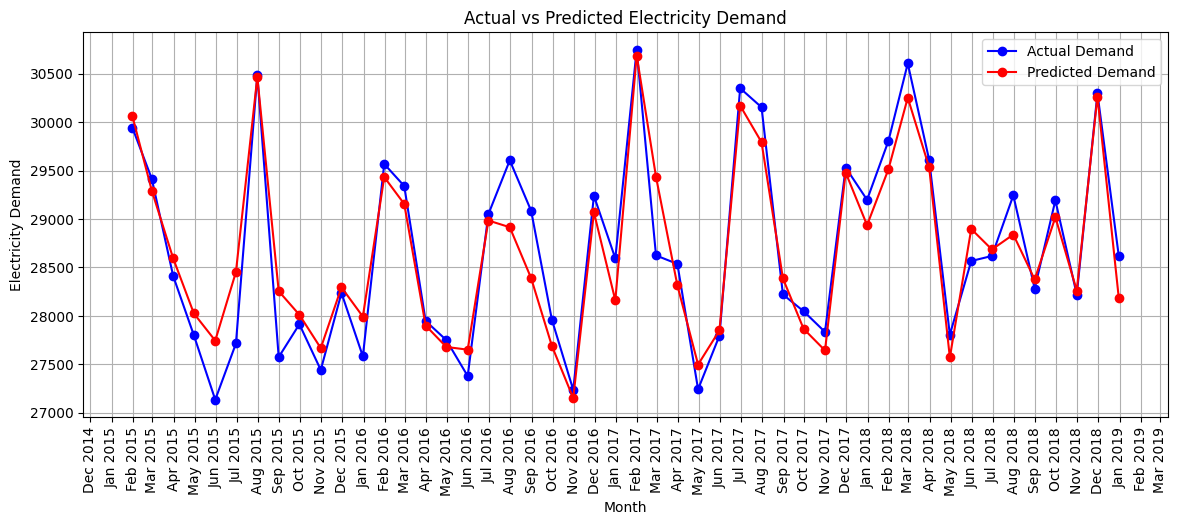 Actual vs Predicted Electricity Demand
Actual Demand
Predicted Demand
Electricity Demand
30500
30000
29500
29000
28500
28000
27500
27000
Dec 2014
Jan 2015
Feb 2015
Mar 2015
Apr 2015
May 2015
Jun 2015
Jul 2015
Aug 2015
Sep 2015
Oct 2015
Nov 2015
Dec 2015
Jan 2016
Feb 2016
Mar 2016
Apr 2016
May 2016
Jun 2016
Jul 2016
Aug 2016
Sep 2016
Oct 2016
Nov 2016
Dec 2016
Jan 2017
Feb 2017
Mar 2017
Apr 2017
May 2017
Jun 2017
Jul 2017
Aug 2017
Sep 2017
Oct 2017
Nov 2017
Dec 2017
Jan 2018
Feb 2018
Mar 2018
Apr 2018
May 2018
Jun 2018
Jul 2018
Aug 2018
Sep 2018
Oct 2018
Nov 2018
Dec 2018
Jan 2019
Feb 2019
Mar 2019
Month